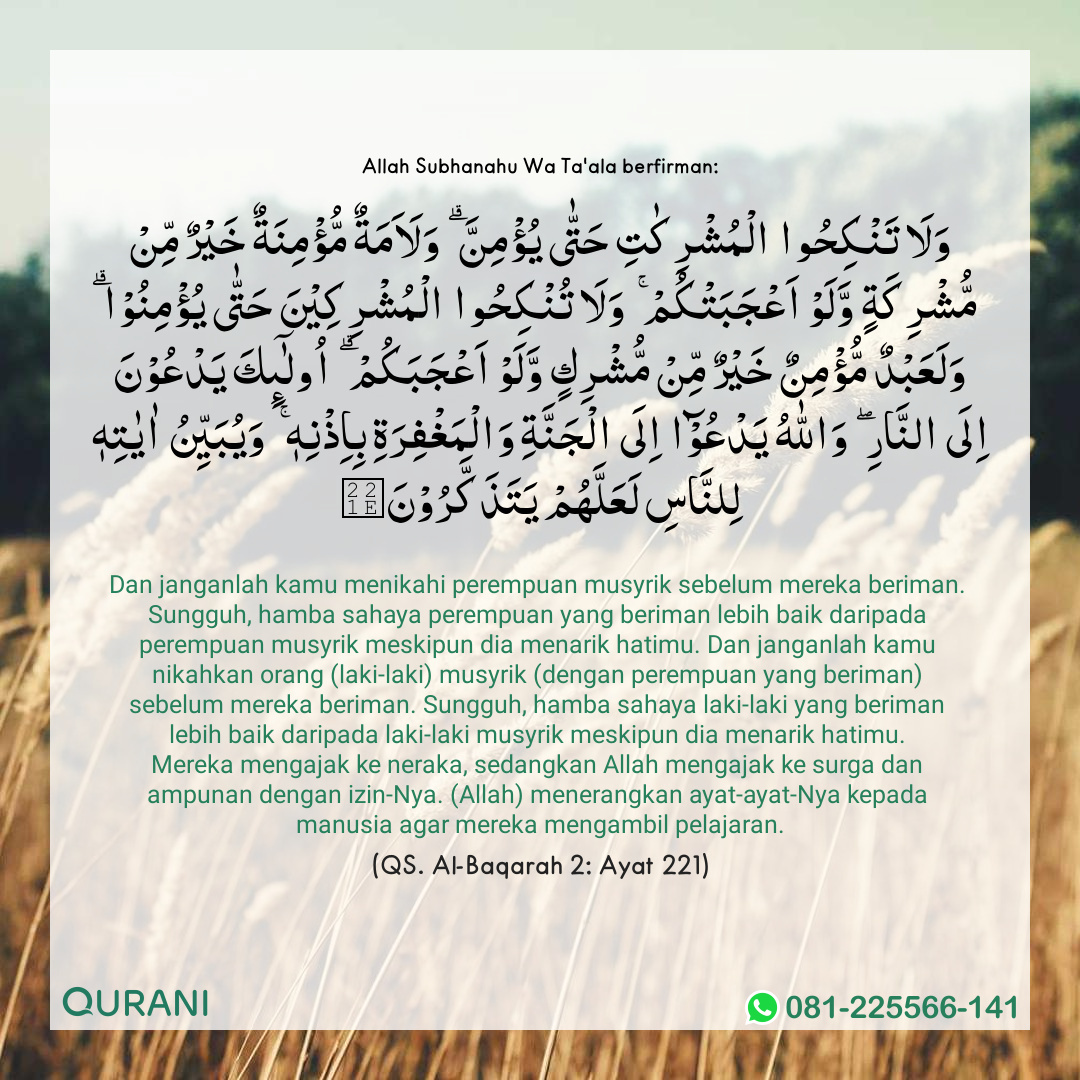 Allah Subhanahu Wa Ta'ala berfirman:
وَلَا تَنْكِحُوا الْمُشْرِكٰتِ حَتّٰى يُؤْمِنَّ ۗ وَلَاَمَةٌ مُّؤْمِنَةٌ خَيْرٌ مِّنْ
مُّشْرِكَةٍ وَّلَوْ اَعْجَبَتْكُمْ ۚ وَلَا تُنْكِحُوا الْمُشْرِكِيْنَ حَتّٰى يُؤْمِنُوْا ۗ
وَلَعَبْدٌ مُّؤْمِنٌ خَيْرٌ مِّنْ مُّشْرِكٍ وَّلَوْ اَعْجَبَكُمْ ۗ اُولٰٓئِكَ يَدْعُوْنَ
اِلَى النَّارِ ۖ وَاللّٰهُ يَدْعُوْٓا اِلَى الْجَنَّةِ وَالْمَغْفِرَةِ بِاِذْنِهٖ ۚ وَيُبَيِّنُ اٰيٰتِهٖ
لِلنَّاسِ لَعَلَّهُمْ يَتَذَكَّرُوْنَ
Dan janganlah kamu menikahi perempuan musyrik sebelum mereka beriman.
Sungguh, hamba sahaya perempuan yang beriman lebih baik daripada
perempuan musyrik meskipun dia menarik hatimu. Dan janganlah kamu
nikahkan orang (laki-laki) musyrik (dengan perempuan yang beriman)
sebelum mereka beriman. Sungguh, hamba sahaya laki-laki yang beriman
lebih baik daripada laki-laki musyrik meskipun dia menarik hatimu.
Mereka mengajak ke neraka, sedangkan Allah mengajak ke surga dan
ampunan dengan izin-Nya. (Allah) menerangkan ayat-ayat-Nya kepada
manusia agar mereka mengambil pelajaran.
(QS. Al-Baqarah 2: Ayat 221)
QURANI
081-225566-141